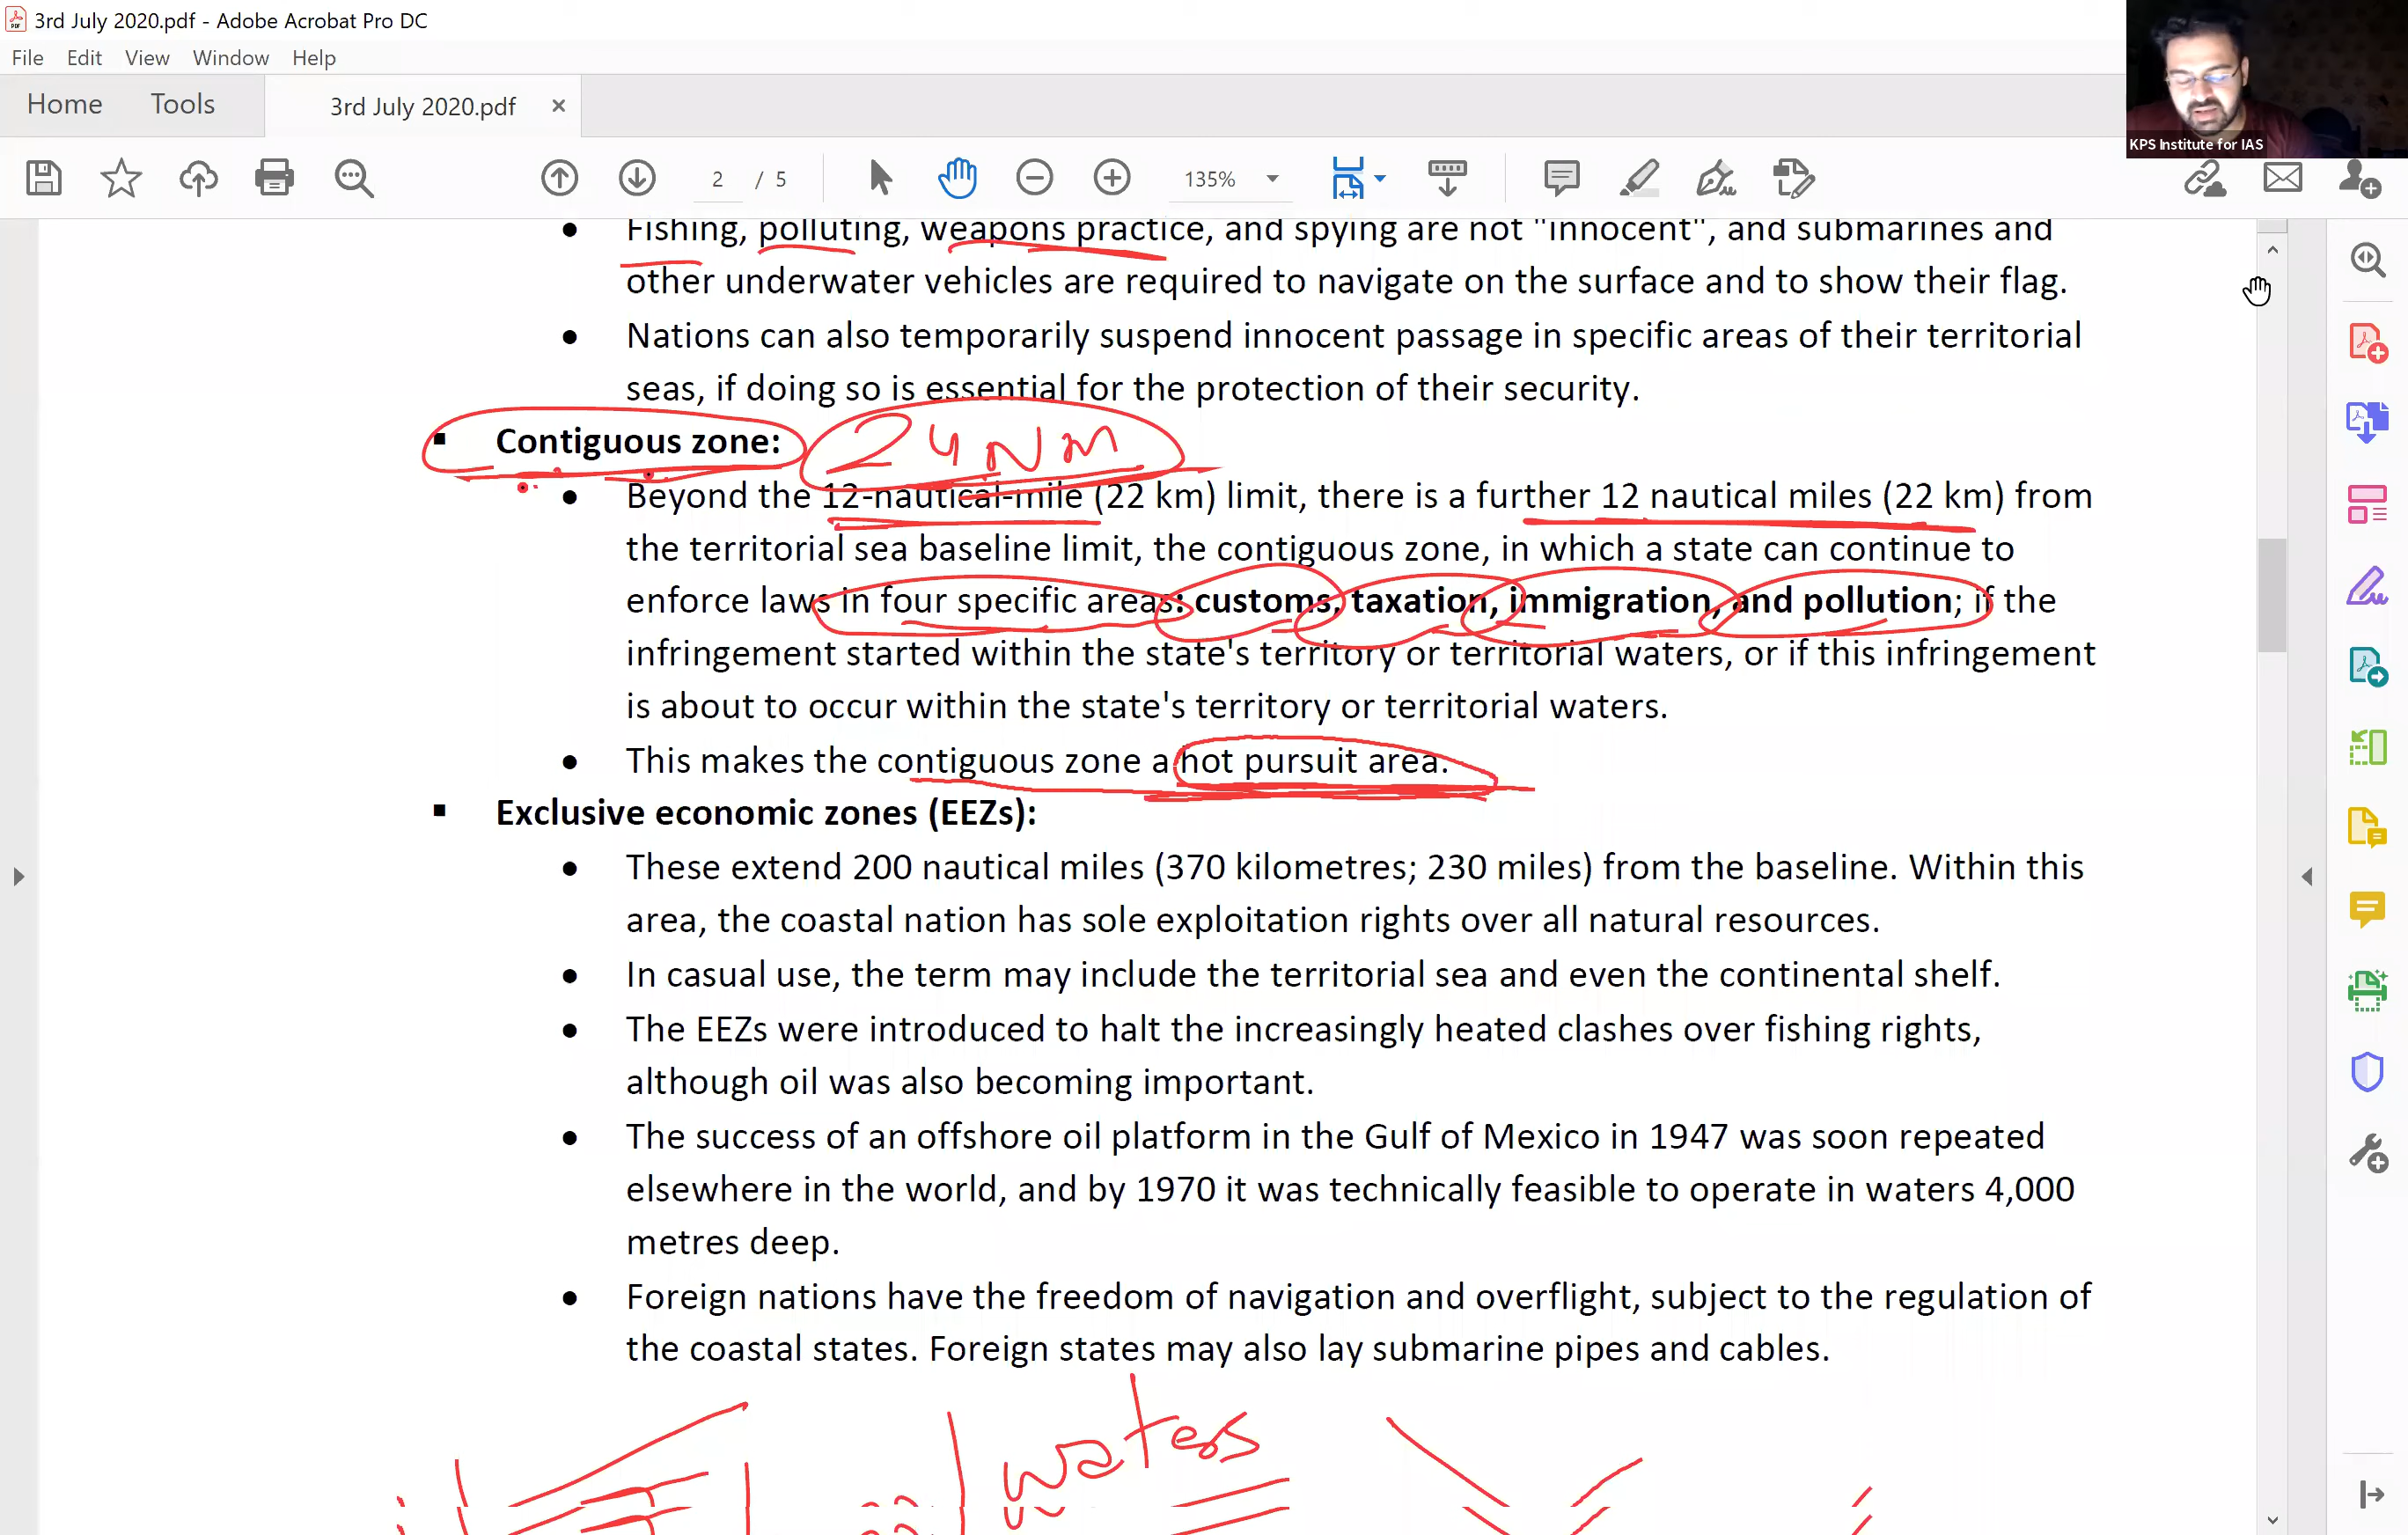 3rd July 2020.pdf - Adobe Acrobat Pro DC
File Edit View Window Help
Home Tools 3rd July 2020.pdf ×
KPS Institute for IAS
2 / 5 135%
• Fishing, polluting, weapons practice, and spying are not "innocent", and submarines and
other underwater vehicles are required to navigate on the surface and to show their flag.
• Nations can also temporarily suspend innocent passage in specific areas of their territorial
seas, if doing so is essential for the protection of their security.
▪ Contiguous zone: 24 NM
• Beyond the 12-nautical-mile (22 km) limit, there is a further 12 nautical miles (22 km) from
the territorial sea baseline limit, the contiguous zone, in which a state can continue to
enforce laws in four specific areas: customs, taxation, immigration, and pollution; if the
infringement started within the state's territory or territorial waters, or if this infringement
is about to occur within the state's territory or territorial waters.
• This makes the contiguous zone a hot pursuit area.
▪ Exclusive economic zones (EEZs):
• These extend 200 nautical miles (370 kilometres; 230 miles) from the baseline. Within this
area, the coastal nation has sole exploitation rights over all natural resources.
• In casual use, the term may include the territorial sea and even the continental shelf.
• The EEZs were introduced to halt the increasingly heated clashes over fishing rights,
although oil was also becoming important.
• The success of an offshore oil platform in the Gulf of Mexico in 1947 was soon repeated
elsewhere in the world, and by 1970 it was technically feasible to operate in waters 4,000
metres deep.
• Foreign nations have the freedom of navigation and overflight, subject to the regulation of
the coastal states. Foreign states may also lay submarine pipes and cables.
waters